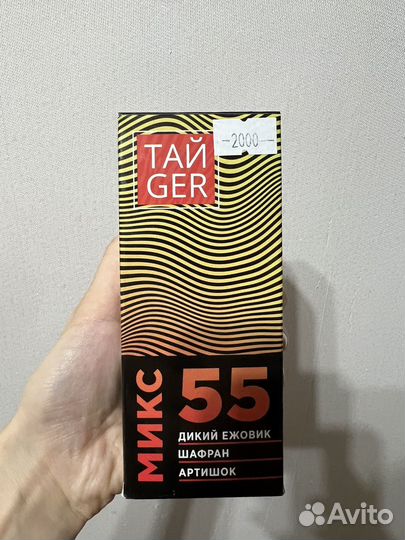 -2000-
ТАЙ
GER
МИКС
55
ДИКИЙ ЕЖОВИК
ШАФРАН
АРТИШОК
Avito